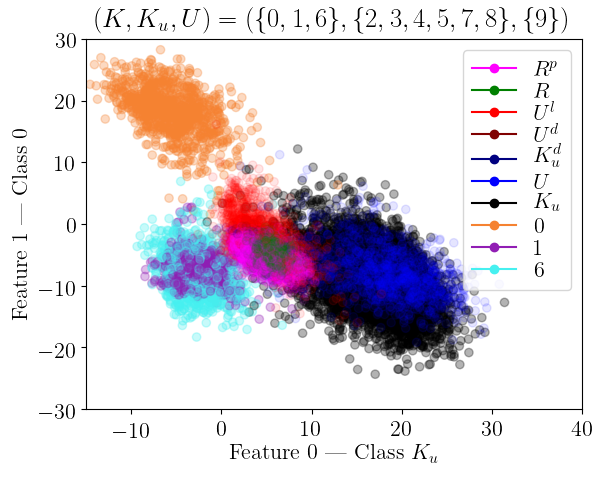 (K, K_u, U) = ({0, 1, 6}, {2, 3, 4, 5, 7, 8}, {9})
30
20
10
0
−10
−20
−30
Feature 1 — Class 0
R^p
R
U^l
U^d
K_u^d
U
K_u
0
1
6
−10
0
10
20
30
40
Feature 0 — Class K_u